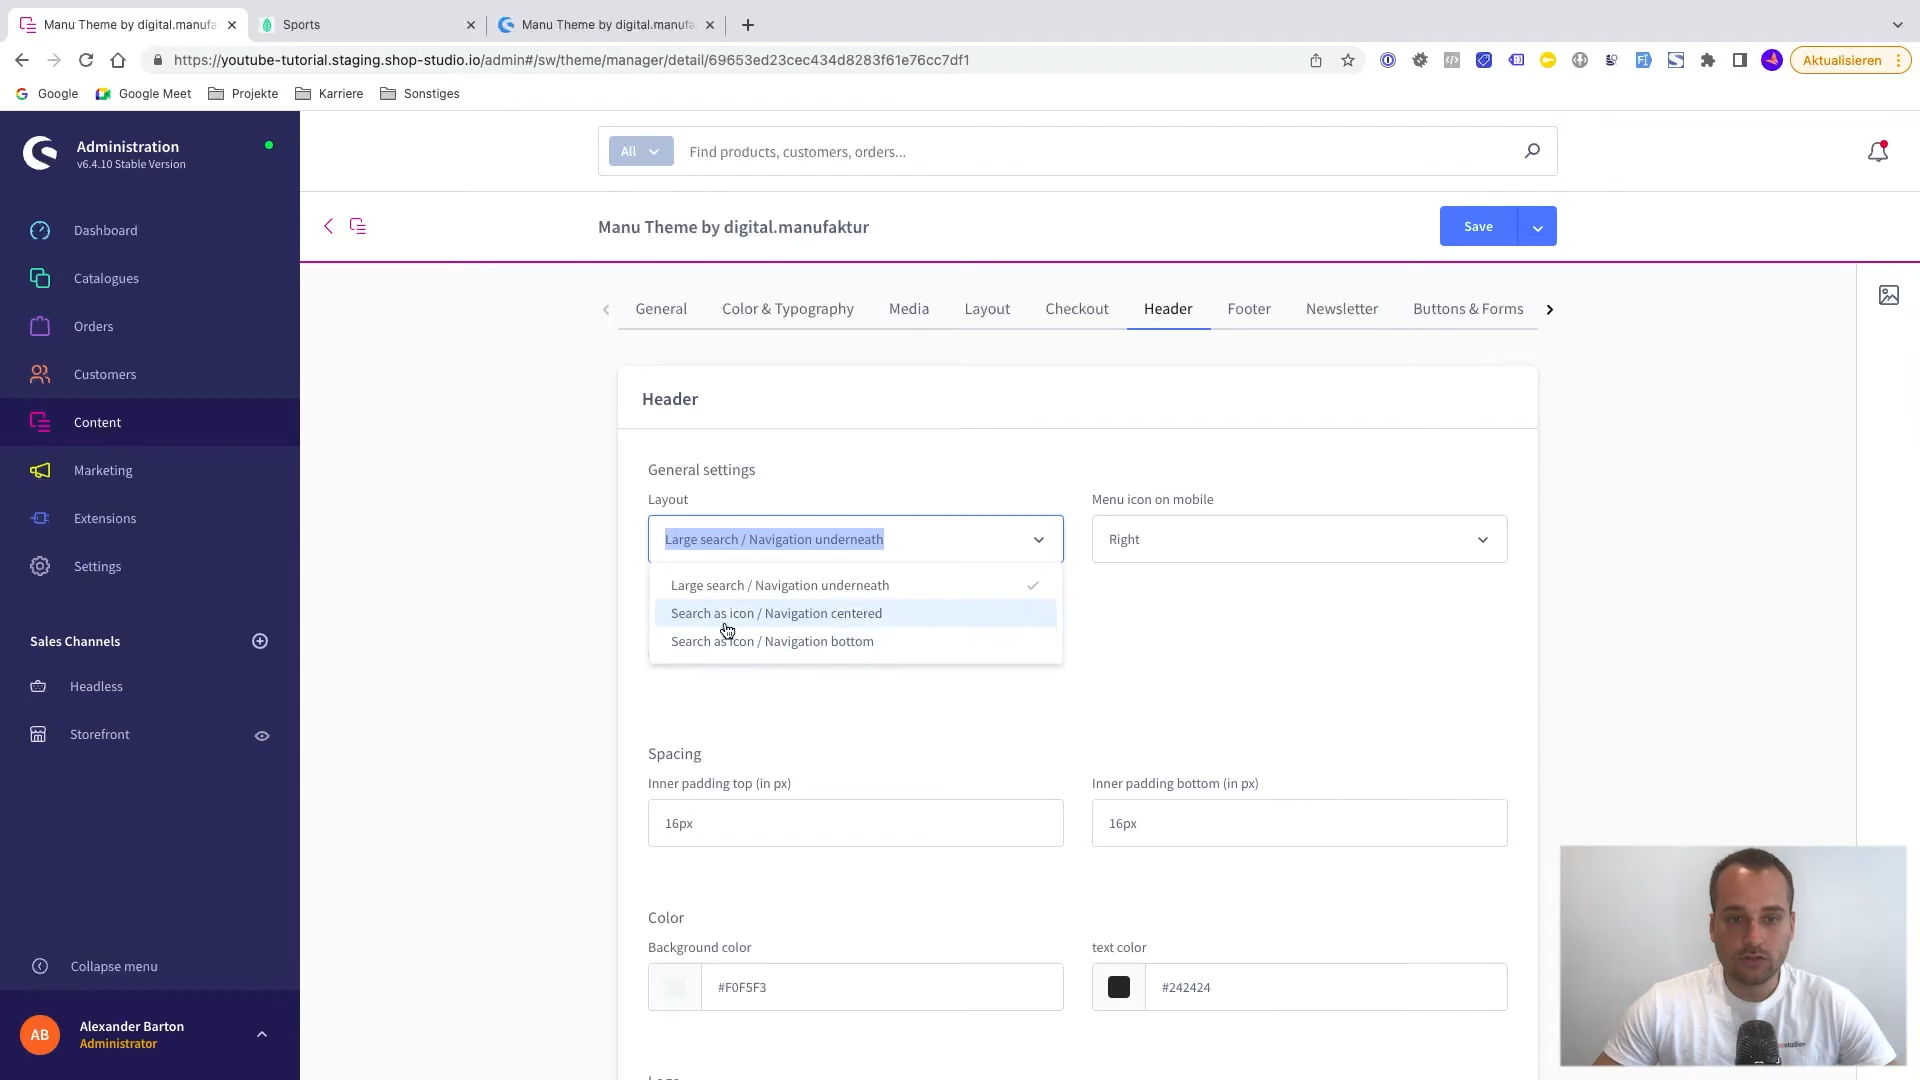 Manu Theme by digital.manufa
Sports
Manu Theme by digital.manufa
https://youtube-tutorial.staging.shop-studio.io/admin#/sw/theme/manager/detail/69653ed23cec434d8283f61e76cc7df1
Aktualisieren
Google
Google Meet
Projekte
Karriere
Sonstiges
Administration
v6.4.10 Stable Version
All
Find products, customers, orders...
Manu Theme by digital.manufaktur
Save
Dashboard
Catalogues
Orders
Customers
Content
Marketing
Extensions
Settings
Sales Channels
Headless
Storefront
Collapse menu
AB
Alexander Barton
Administrator
General
Color & Typography
Media
Layout
Checkout
Header
Footer
Newsletter
Buttons & Forms
Header
General settings
Layout
Menu icon on mobile
Large search / Navigation underneath
Right
Large search / Navigation underneath
Search as icon / Navigation centered
Search as icon / Navigation bottom
Spacing
Inner padding top (in px)
Inner padding bottom (in px)
16px
16px
Color
Background color
text color
#F0F5F3
#242424